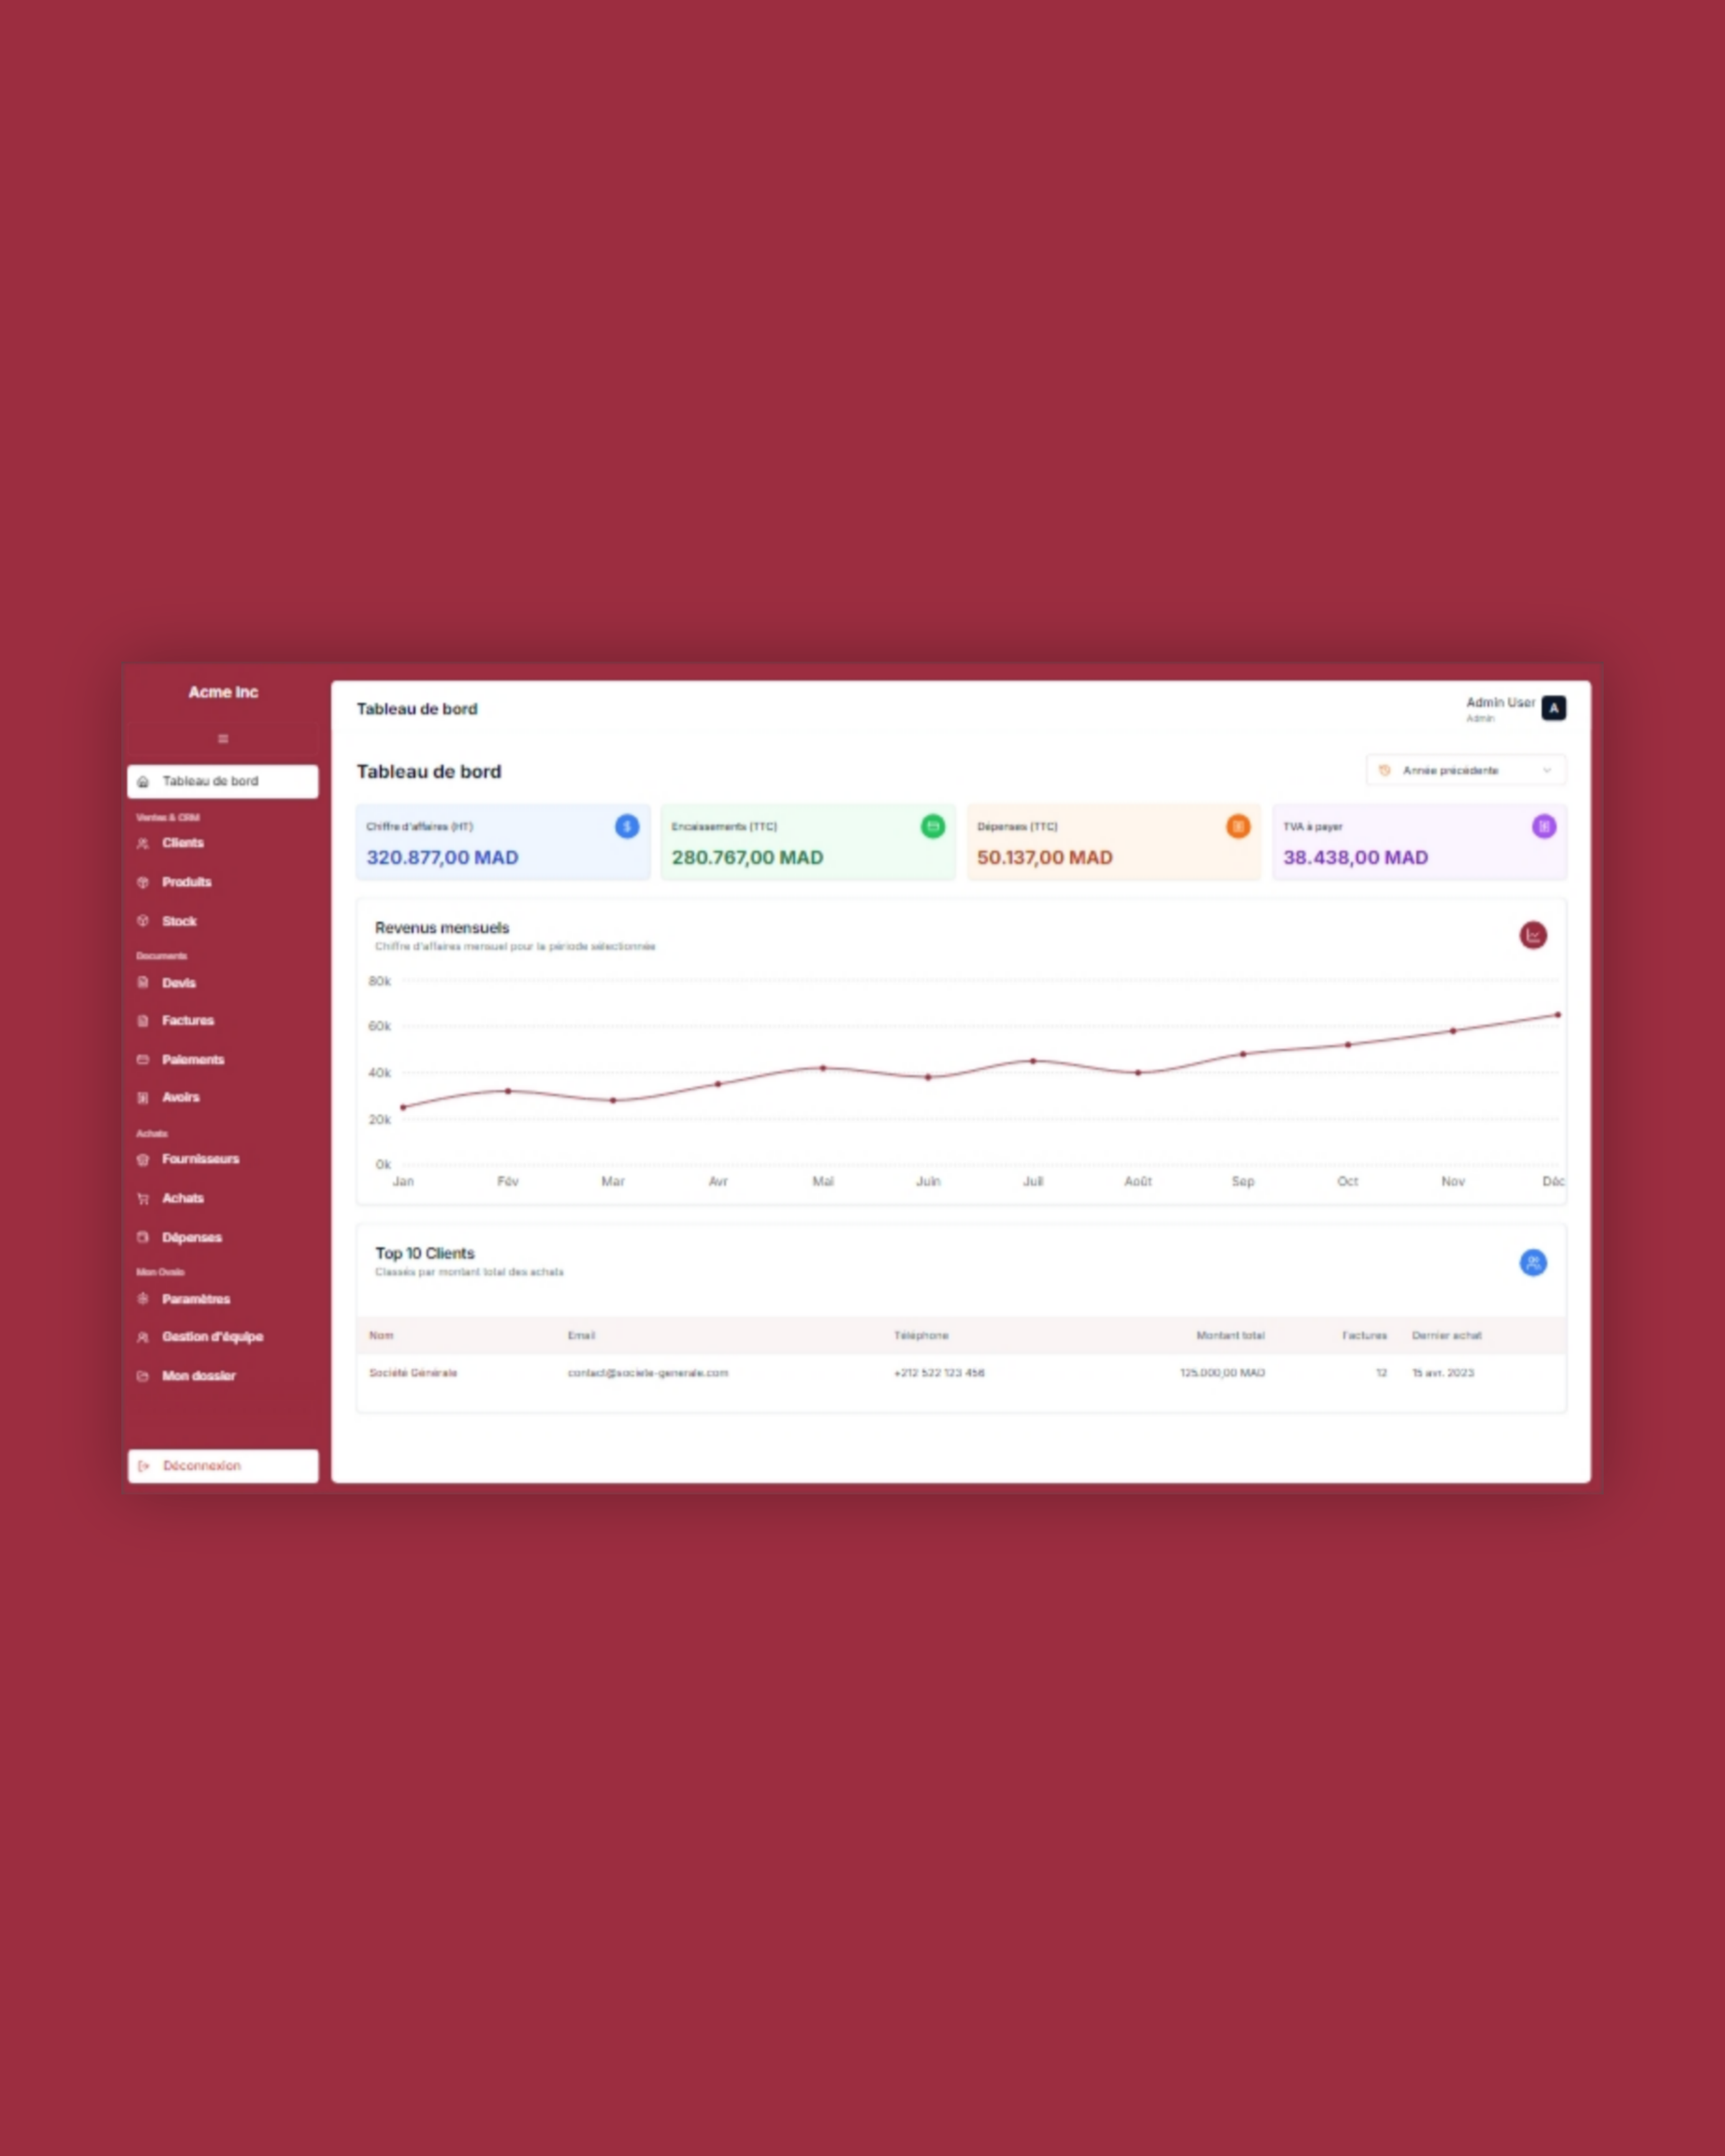 Acme Inc
Tableau de bord
Ventes & CRM
Clients
Produits
Stock
Documents
Devis
Factures
Paiements
Avoirs
Achats
Fournisseurs
Achats
Dépenses
Mon Ovalo
Paramètres
Gestion d'équipe
Mon dossier
Déconnexion
Tableau de bord
Admin User
A
Admin
Tableau de bord
Année précédente
Chiffre d'affaires (HT)
320.877,00 MAD
Encaissements (TTC)
280.767,00 MAD
Dépenses (TTC)
50.137,00 MAD
TVA à payer
38.438,00 MAD
Revenus mensuels
Chiffre d'affaires mensuel pour la période sélectionnée
80k
60k
40k
20k
0k
Jan Fév Mar Avr Mai Juin Juil Août Sep Oct Nov Déc
Top 10 Clients
Classés par montant total des achats
Nom Email Téléphone Montant total Factures Dernier achat
Société Générale contact@societe-generale.com +212 522 123 456 125.000,00 MAD 12 15 avr. 2023